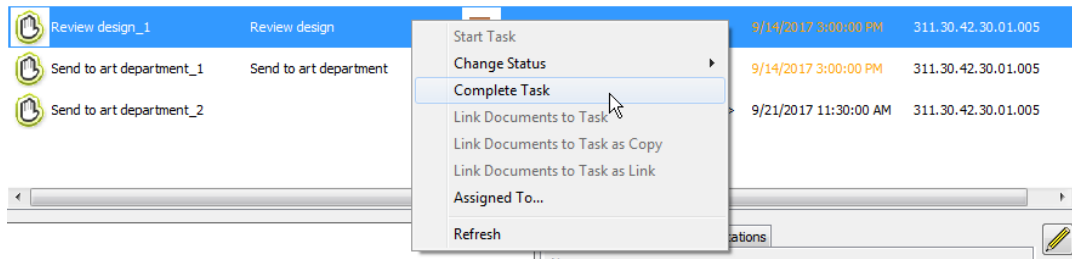 Review design_1 Review design 9/14/2017 3:00:00 PM 311.30.42.30.01.005
Start Task
Change Status
Send to art department_1 Send to art department 9/14/2017 3:00:00 PM 311.30.42.30.01.005
Complete Task
Send to art department_2 > 9/21/2017 11:30:00 AM 311.30.42.30.01.005
Link Documents to Task
Link Documents to Task as Copy
Link Documents to Task as Link
Assigned To...
Refresh